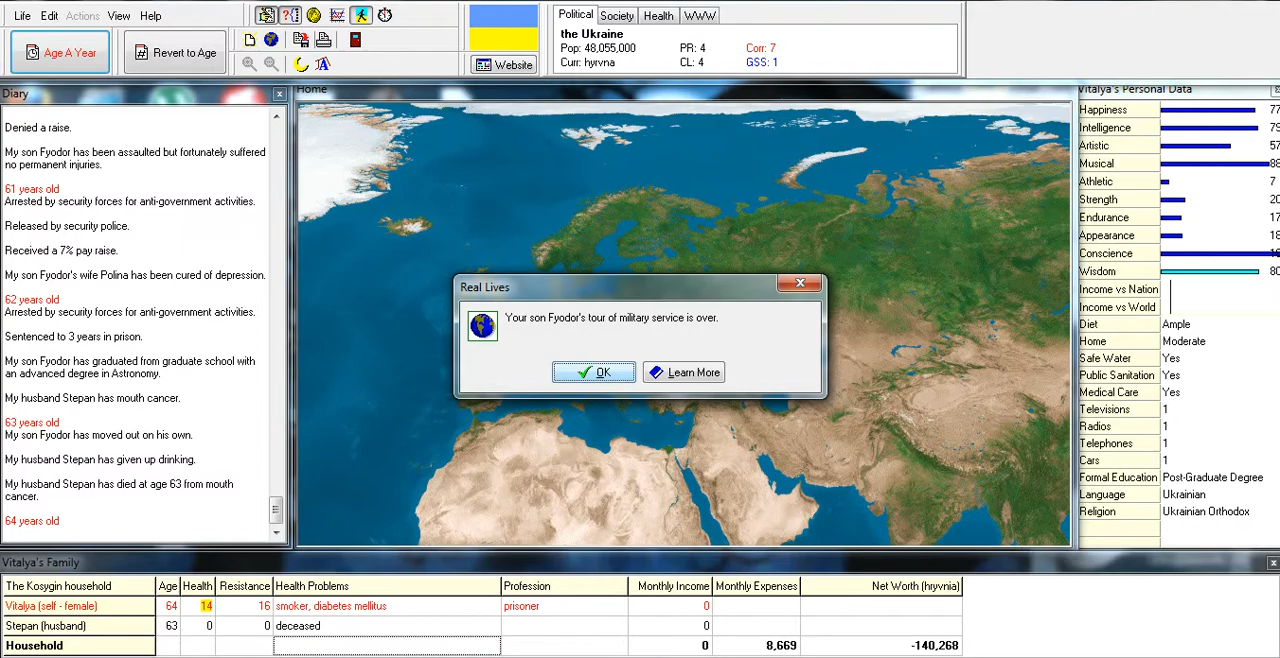 Life Edit Actions View Help
Age A Year
Revert to Age
Website
Political Society Health WWW
the Ukraine
Pop: 48,055,000 PR: 4 Corr: 7
Curr: hyrvna CL: 4 GSS: 1
Diary
Denied a raise.
My son Fyodor has been assaulted but fortunately suffered
no permanent injuries.
61 years old
Arrested by security forces for anti-government activities.
Released by security police.
Received a 7% pay raise.
My son Fyodor's wife Polina has been cured of depression.
62 years old
Arrested by security forces for anti-government activities.
Sentenced to 3 years in prison.
My son Fyodor has graduated from graduate school with
an advanced degree in Astronomy.
My husband Stepan has mouth cancer.
63 years old
My son Fyodor has moved out on his own.
My husband Stepan has given up drinking.
My husband Stepan has died at age 63 from mouth
cancer.
64 years old
Home
Real Lives
Your son Fyodor's tour of military service is over.
OK Learn More
Vitalya's Personal Data
Happiness 77
Intelligence 79
Artistic 57
Musical 88
Athletic 7
Strength 20
Endurance 17
Appearance 18
Conscience
Wisdom 80
Income vs Nation
Income vs World
Diet Ample
Home Moderate
Safe Water Yes
Public Sanitation Yes
Medical Care Yes
Televisions 1
Radios 1
Telephones 1
Cars 1
Formal Education Post-Graduate Degree
Language Ukrainian
Religion Ukrainian Orthodox
Vitalya's Family
The Kosygin household Age Health Resistance Health Problems Profession Monthly Income Monthly Expenses Net Worth (hryvnia)
Vitalya (self - female) 64 14 16 smoker, diabetes mellitus prisoner 0
Stepan (husband) 63 0 0 deceased 0
Household 0 8,669 -140,268